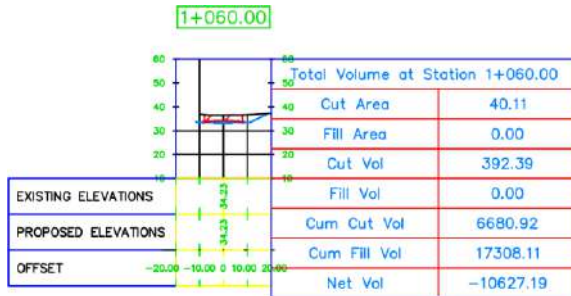 1+060.00
60 60
50 50
40 40
30 30
20 20
10 10
Total Volume at Station 1+060.00
Cut Area 40.11
Fill Area 0.00
Cut Vol 392.39
Fill Vol 0.00
Cum Cut Vol 6680.92
Cum Fill Vol 17308.11
Net Vol -10627.19
EXISTING ELEVATIONS 34.23
PROPOSED ELEVATIONS 34.23
OFFSET -20.00 -10.00 0 10.00 20.00